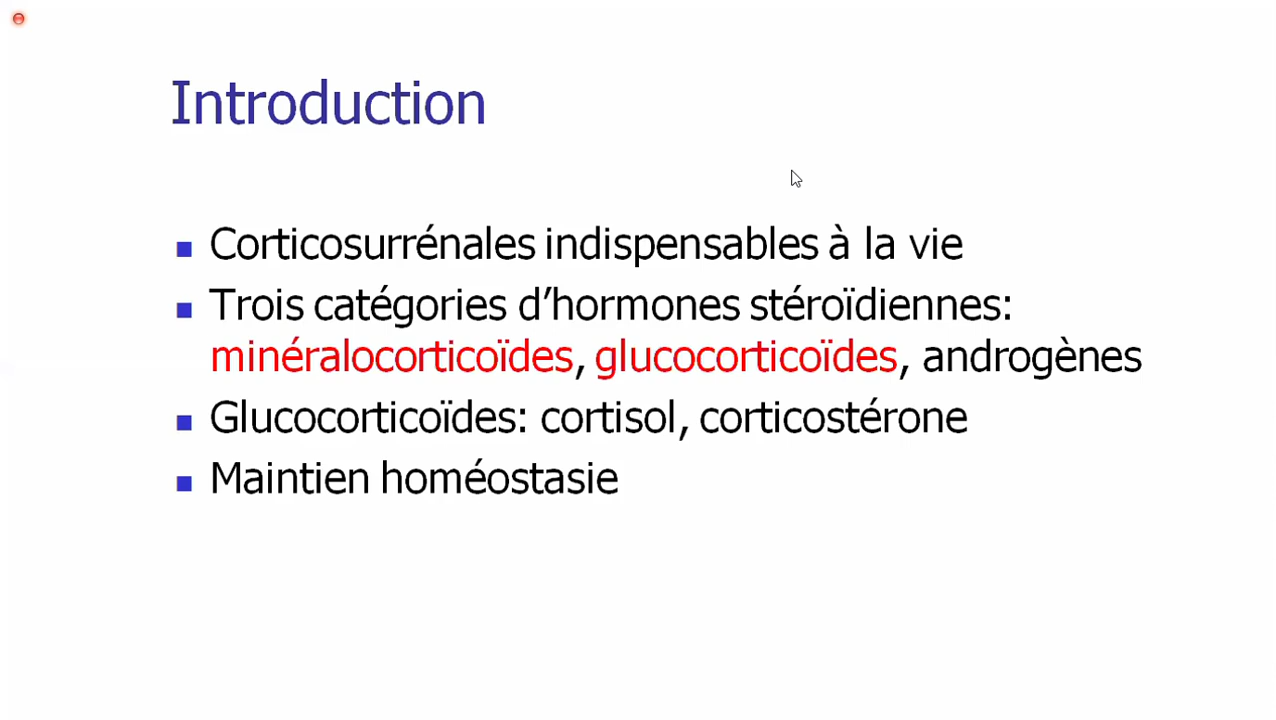 Introduction
Corticosurrénales indispensables à la vie
Trois catégories d’hormones stéroïdiennes:
minéralocorticoïdes, glucocorticoïdes, androgènes
Glucocorticoïdes: cortisol, corticostérone
Maintien homéostasie